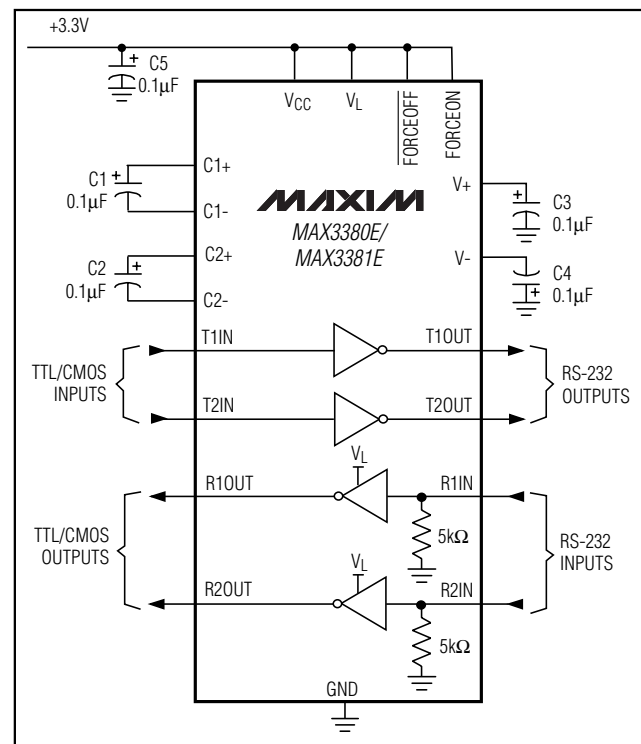 +3.3V
C5
+
0.1μF
VCC
VL
FORCEOFF
FORCEON
C1+
C1
+
0.1μF
C1-
V+
+
C3
0.1μF
MAXIM
MAX3380E/
MAX3381E
C2+
C2
+
0.1μF
C2-
V-
C4
+
0.1μF
T1IN
T1OUT
TTL/CMOS
INPUTS
RS-232
OUTPUTS
T2IN
T2OUT
VL
R1OUT
R1IN
5kΩ
TTL/CMOS
OUTPUTS
RS-232
INPUTS
VL
R2OUT
R2IN
5kΩ
GND